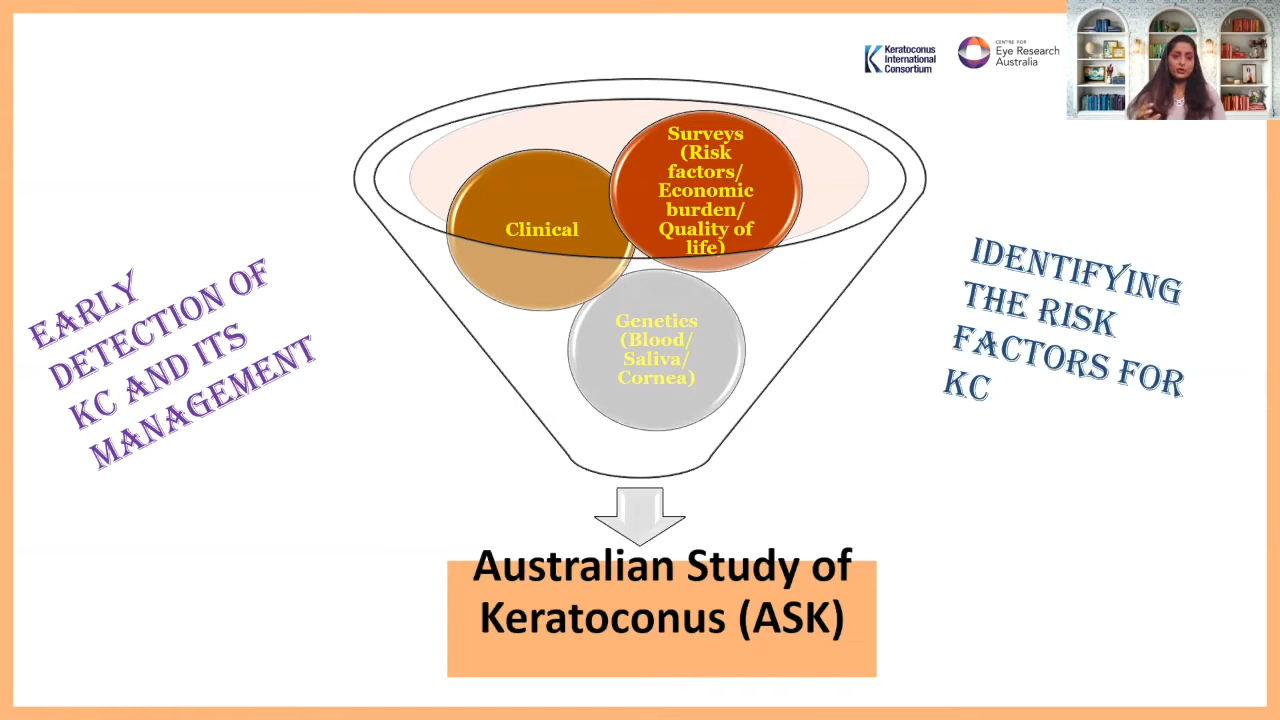 Keratoconus
International
Consortium
CENTRE FOR
Eye Research
Australia
Surveys
(Risk
factors/
Economic
burden/
Quality of
life)
Clinical
Genetics
(Blood/
Saliva/
Cornea)
EARLY
DETECTION OF
KC AND ITS
MANAGEMENT
IDENTIFYING
THE RISK
FACTORS FOR
KC
Australian Study of
Keratoconus (ASK)